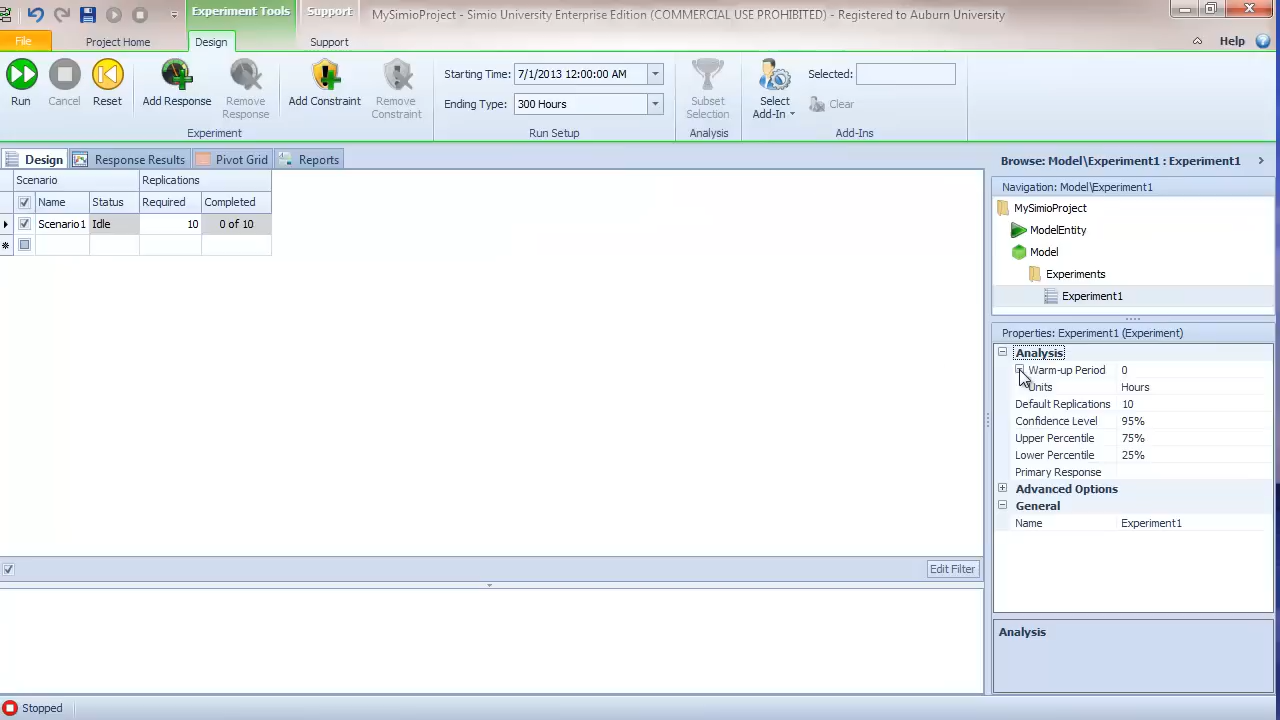 Experiment Tools
Support
MySimioProject - Simio University Enterprise Edition (COMMERCIAL USE PROHIBITED) - Registered to Auburn University
File
Project Home
Design
Support
Help
Run
Cancel
Reset
Add Response
Remove Response
Add Constraint
Remove Constraint
Experiment
Starting Time: 7/1/2013 12:00:00 AM
Ending Type: 300 Hours
Run Setup
Subset Selection
Analysis
Select Add-In
Selected:
Clear
Add-Ins
Design
Response Results
Pivot Grid
Reports
Scenario
Replications
Name
Status
Required
Completed
Scenario1
Idle
10
0 of 10
Edit Filter
Browse: Model\Experiment1 : Experiment1
Navigation: Model\Experiment1
MySimioProject
ModelEntity
Model
Experiments
Experiment1
Properties: Experiment1 (Experiment)
Analysis
Warm-up Period 0
Units Hours
Default Replications 10
Confidence Level 95%
Upper Percentile 75%
Lower Percentile 25%
Primary Response
Advanced Options
General
Name Experiment1
Analysis
Stopped